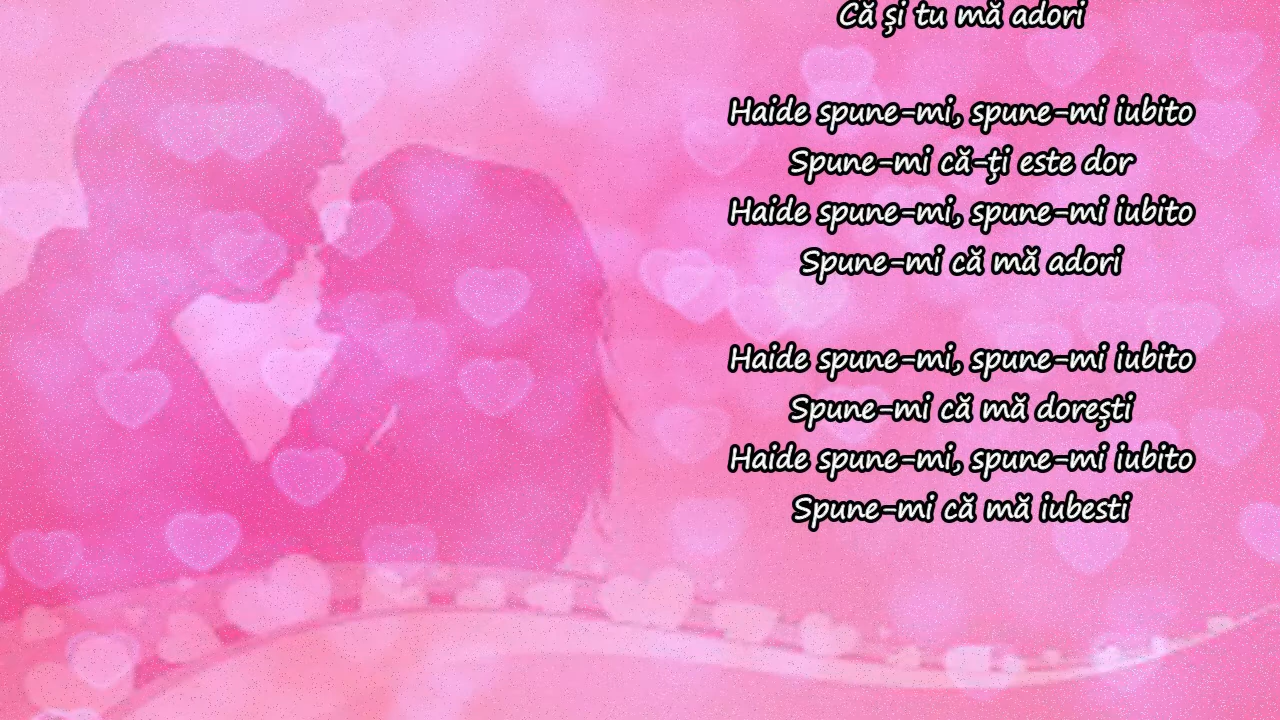 Că și tu mă adori
Haide spune-mi, spune-mi iubito
Spune-mi că-ţi este dor
Haide spune-mi, spune-mi iubito
Spune-mi că mă adori
Haide spune-mi, spune-mi iubito
Spune-mi că mă doreşti
Haide spune-mi, spune-mi iubito
Spune-mi că mă iubesti